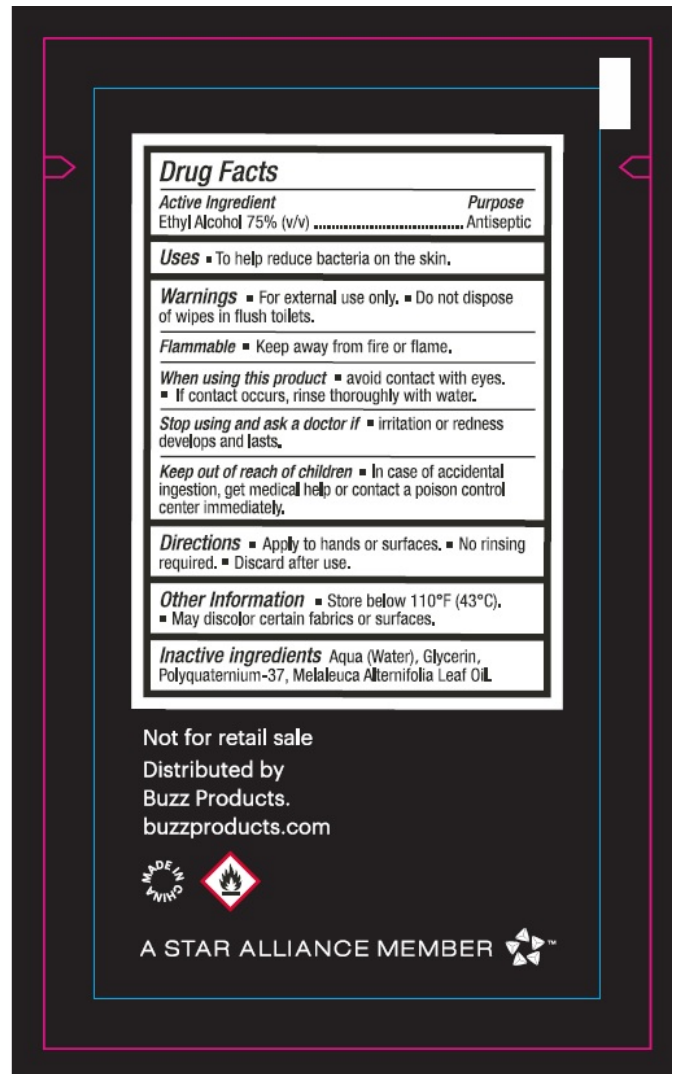 Drug Facts
Active Ingredient Purpose
Ethyl Alcohol 75% (v/v) ...................................... Antiseptic
Uses ▪ To help reduce bacteria on the skin.
Warnings ▪ For external use only. ▪ Do not dispose
of wipes in flush toilets.
Flammable ▪ Keep away from fire or flame.
When using this product ▪ avoid contact with eyes.
▪ If contact occurs, rinse thoroughly with water.
Stop using and ask a doctor if ▪ irritation or redness
develops and lasts.
Keep out of reach of children ▪ In case of accidental
ingestion, get medical help or contact a poison control
center immediately.
Directions ▪ Apply to hands or surfaces. ▪ No rinsing
required. ▪ Discard after use.
Other Information ▪ Store below 110°F (43°C).
▪ May discolor certain fabrics or surfaces.
Inactive ingredients Aqua (Water), Glycerin,
Polyquaternium-37, Melaleuca Alternifolia Leaf Oil.
Not for retail sale
Distributed by
Buzz Products.
buzzproducts.com
MADE IN CHINA
A STAR ALLIANCE MEMBER ™